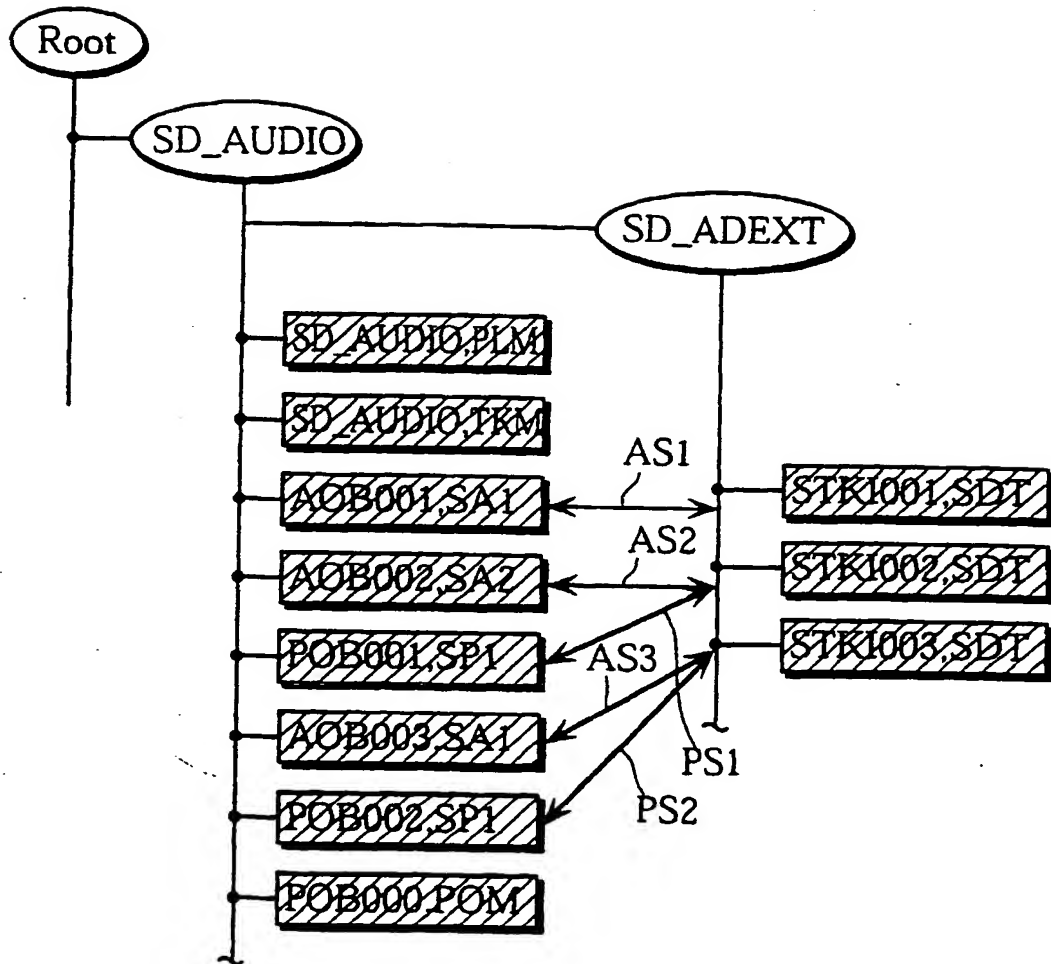 Root
SD_AUDIO
SD_ADEXT
SD_AUDIO,PLM
SD_AUDIO,TKM
AS1
AOB001,SA1
STKI001,SDT
AS2
AOB002,SA2
STKI002,SDT
POB001,SP1
AS3
STKI003,SDT
AOB003,SA1
PS1
PS2
POB002,SP1
POB000,POM